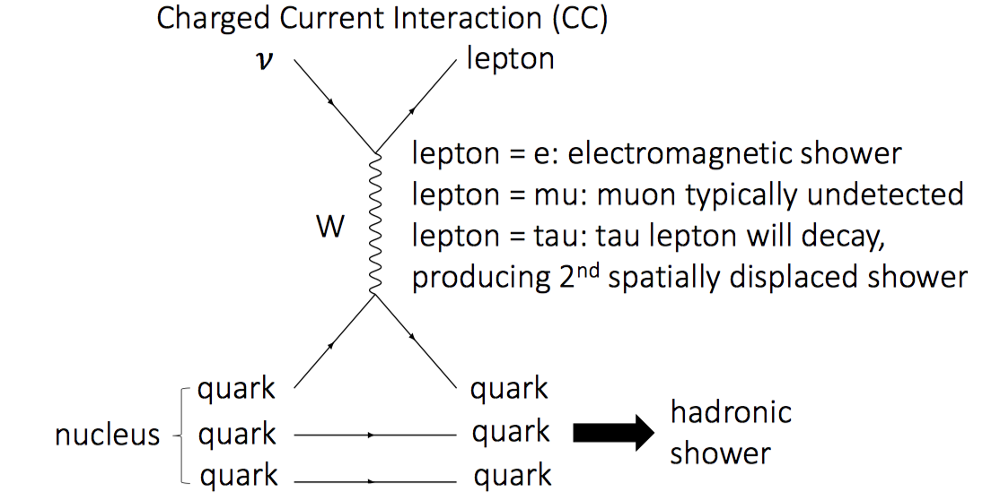 Charged Current Interaction (CC)
ν lepton
lepton = e: electromagnetic shower
lepton = mu: muon typically undetected
W
lepton = tau: tau lepton will decay,
producing 2nd spatially displaced shower
quark quark
nucleus quark quark
quark quark
hadronic
shower